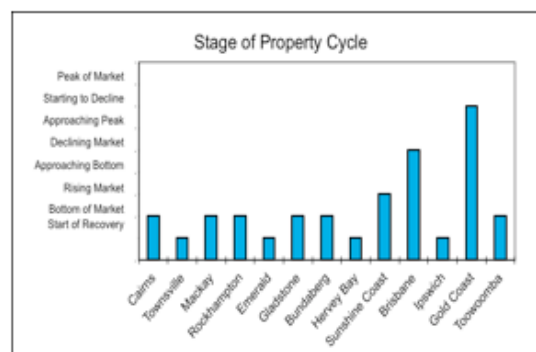 Stage of Property Cycle
Peak of Market
Starting to Decline
Approaching Peak
Declining Market
Approaching Bottom
Rising Market
Bottom of Market
Start of Recovery
Cairns
Townsville
Mackay
Rockhampton
Emerald
Gladstone
Bundaberg
Hervey Bay
Sunshine Coast
Brisbane
Ipswich
Gold Coast
Toowoomba